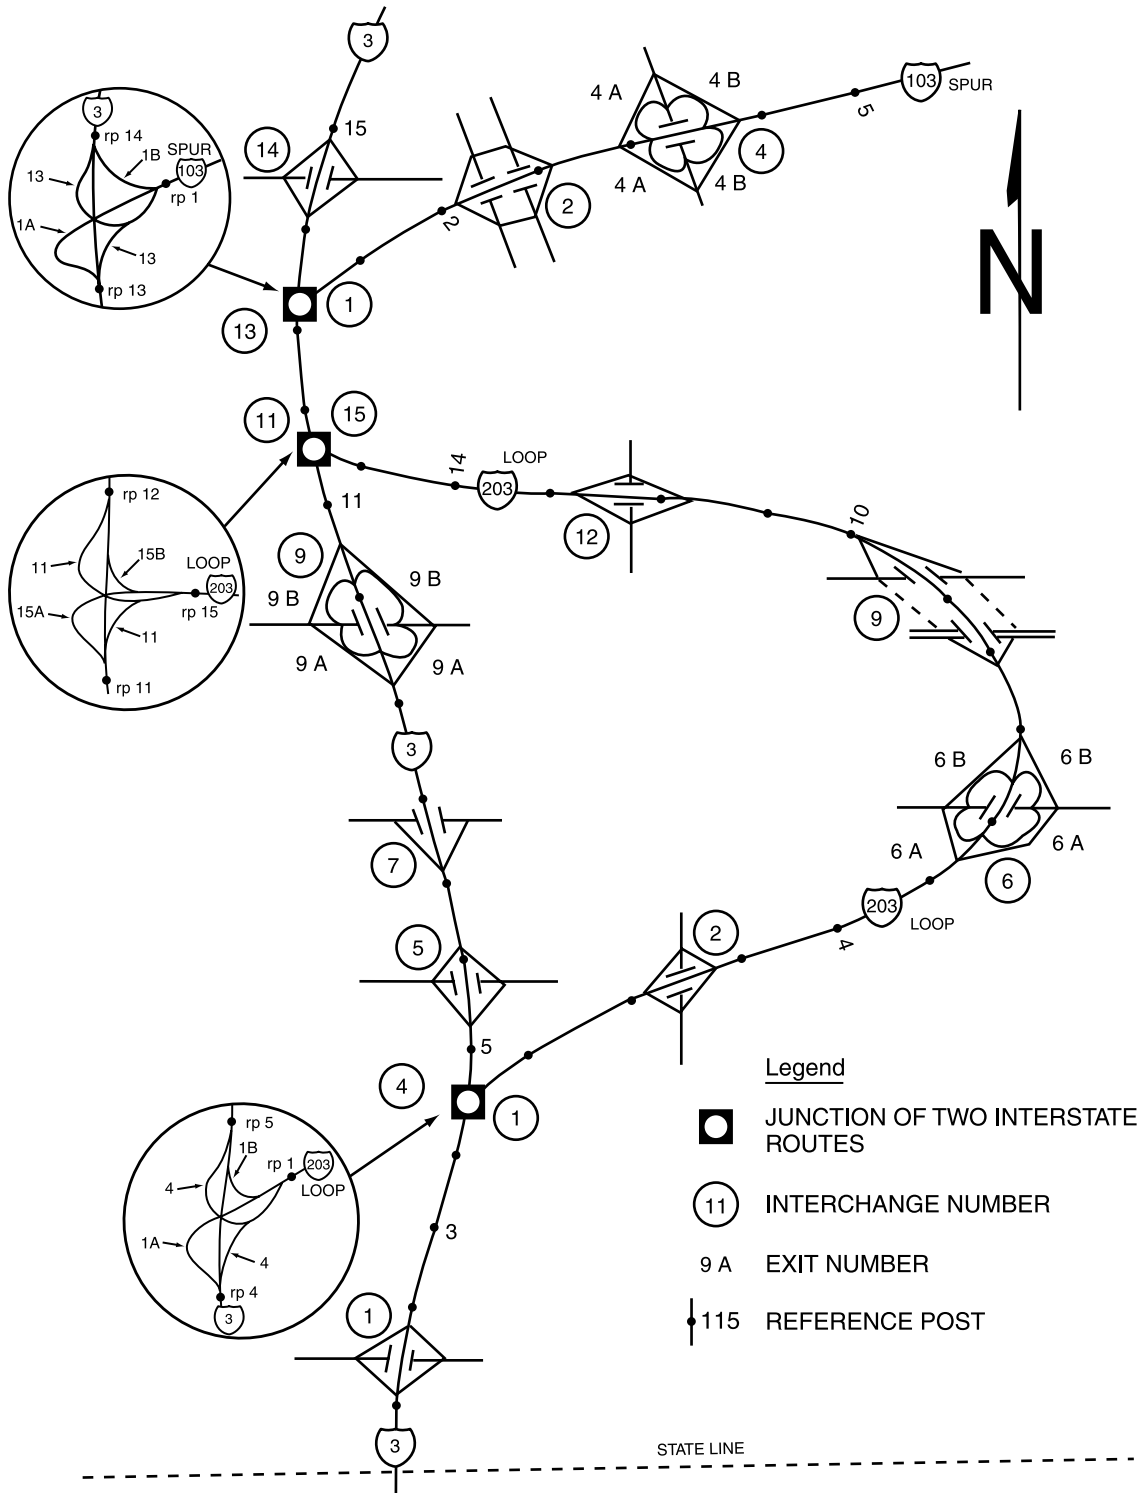 3
103
SPUR
4 A
4 B
5
15
14
4
4 A
4 B
2
2
3
rp 14
SPUR
1B
103
13
rp 1
1A
13
rp 13
1
13
11
15
LOOP
14
203
11
12
10
9
9 B
9 B
9 A
9 A
9
rp 12
15B
LOOP
11
203
15A
rp 15
11
rp 11
3
6 B
6 B
6 A
6 A
6
7
203
LOOP
4
5
2
5
4
1
rp 5
1B
rp 1
203
LOOP
4
1A
4
rp 4
3
3
1
3
Legend
JUNCTION OF TWO INTERSTATE
ROUTES
11 INTERCHANGE NUMBER
9 A EXIT NUMBER
115 REFERENCE POST
STATE LINE
N